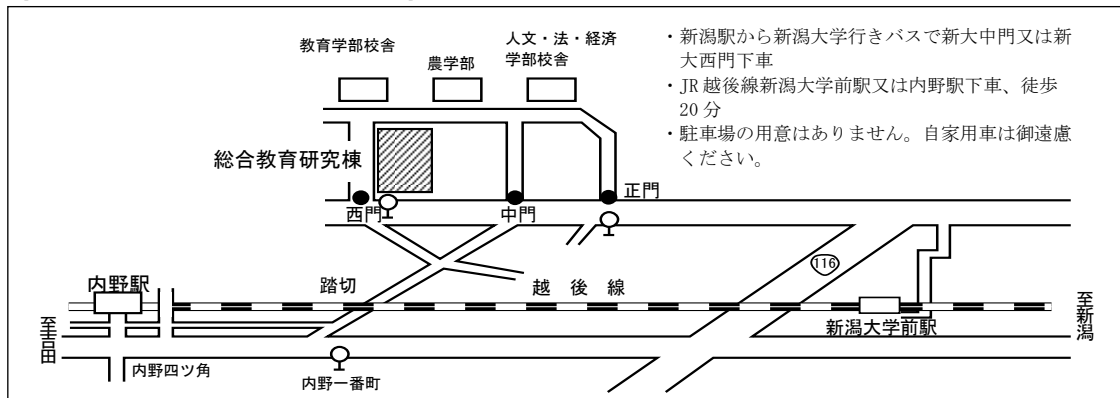 教育学部校舎
農学部
人文・法・経済
学部校舎
・新潟駅から新潟大学行きバスで新大中門又は新
大西門下車
・JR 越後線新潟大学前駅又は内野駅下車、徒歩
20 分
・駐車場の用意はありません。自家用車は御遠慮
ください。
総合教育研究棟
西門
中門
正門
116
内野駅
踏切
越後線
至吉田
新潟大学前駅
至新潟
内野四ツ角
内野一番町